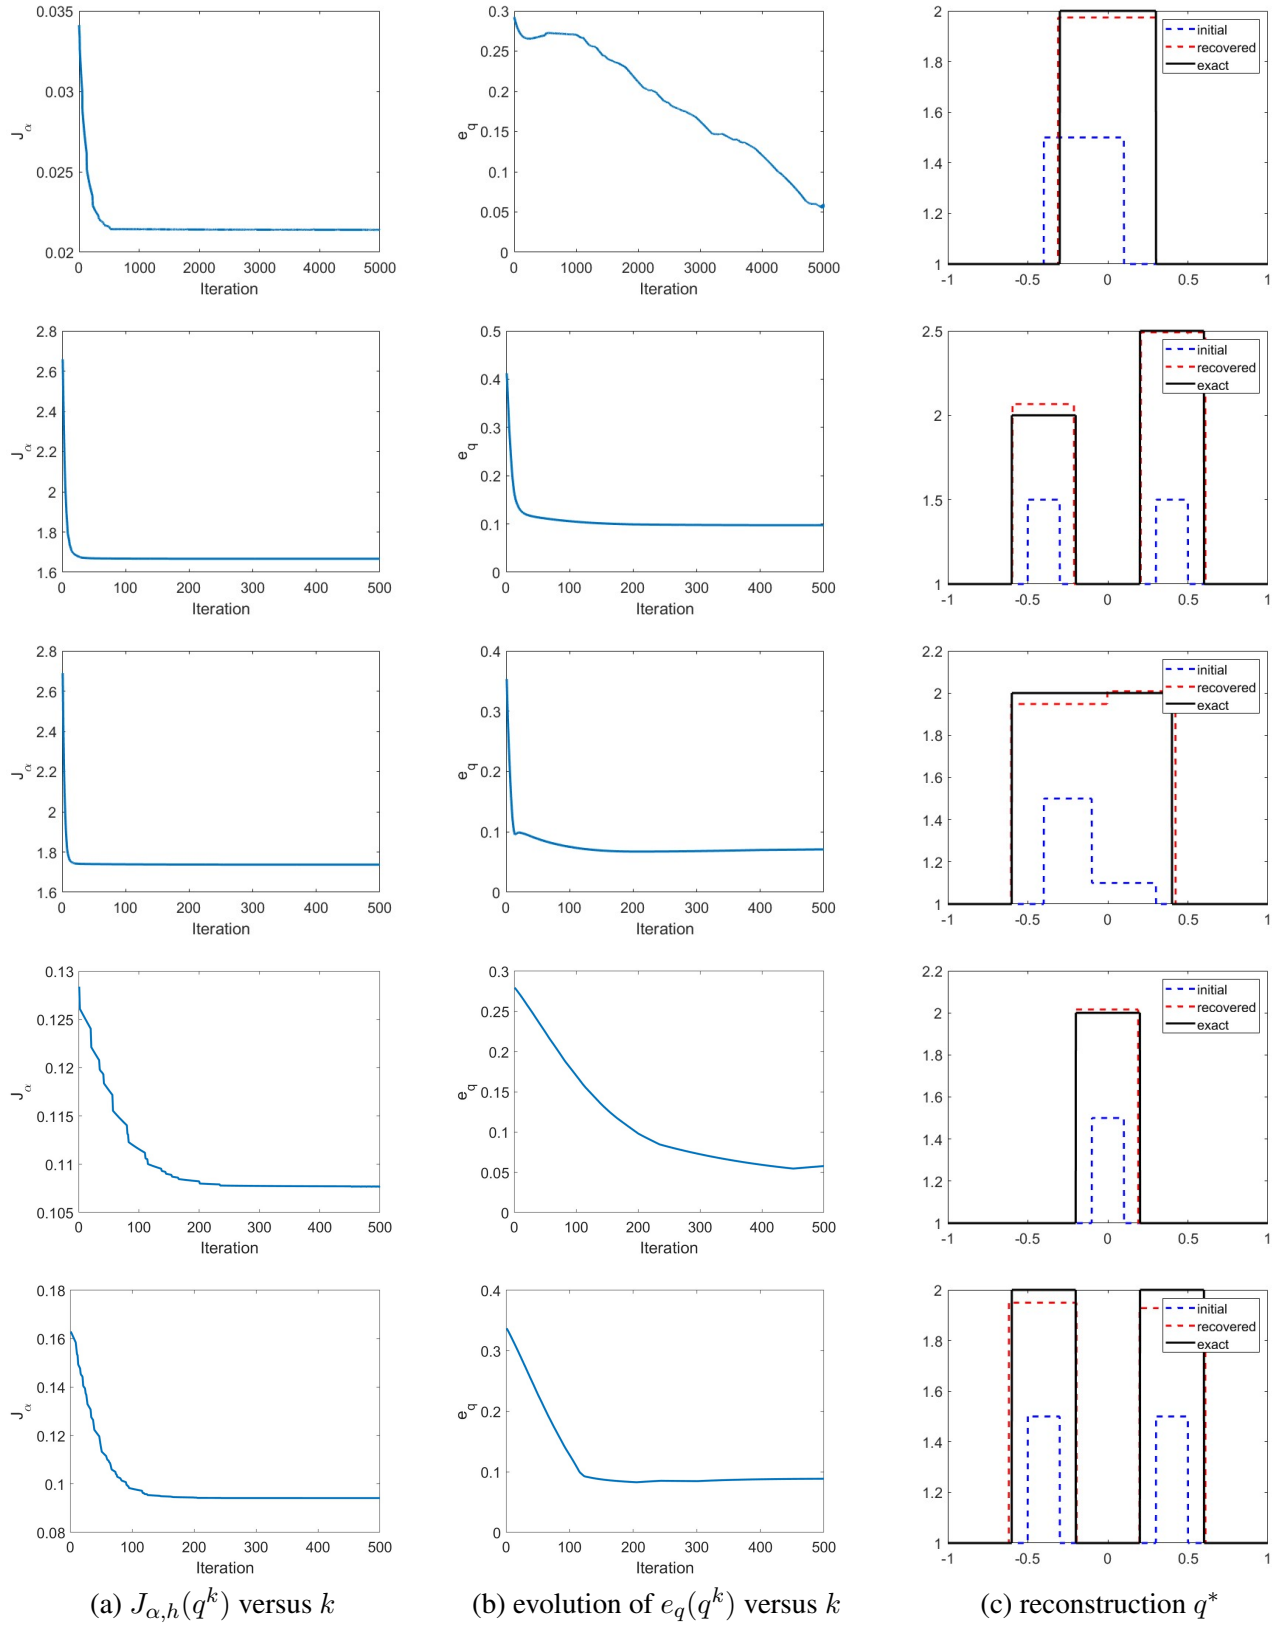 0.035
0.03
0.025
0.02
0 1000 2000 3000 4000 5000
Iteration
J_α
0.3
0.25
0.2
0.15
0.1
0.05
0
0 1000 2000 3000 4000 5000
Iteration
e_q
2
1.8
1.6
1.4
1.2
1
-1 -0.5 0 0.5 1
initial
recovered
exact
2.8
2.6
2.4
2.2
2
1.8
1.6
0 100 200 300 400 500
Iteration
J_α
0.5
0.4
0.3
0.2
0.1
0
0 100 200 300 400 500
Iteration
e_q
2.5
2
1.5
1
-1 -0.5 0 0.5 1
initial
recovered
exact
2.8
2.6
2.4
2.2
2
1.8
1.6
0 100 200 300 400 500
Iteration
J_α
0.4
0.3
0.2
0.1
0
0 100 200 300 400 500
Iteration
e_q
2.2
2
1.8
1.6
1.4
1.2
1
-1 -0.5 0 0.5 1
initial
recovered
exact
0.13
0.125
0.12
0.115
0.11
0.105
0 100 200 300 400 500
Iteration
J_α
0.3
0.25
0.2
0.15
0.1
0.05
0
0 100 200 300 400 500
Iteration
e_q
2.2
2
1.8
1.6
1.4
1.2
1
-1 -0.5 0 0.5 1
initial
recovered
exact
0.18
0.16
0.14
0.12
0.1
0.08
0 100 200 300 400 500
Iteration
J_α
0.4
0.3
0.2
0.1
0
0 100 200 300 400 500
Iteration
e_q
2
1.8
1.6
1.4
1.2
1
-1 -0.5 0 0.5 1
initial
recovered
exact
(a) J_{α,h}(q^k) versus k
(b) evolution of e_q(q^k) versus k
(c) reconstruction q^*